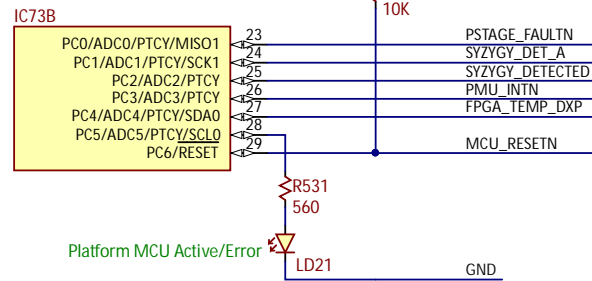 IC73B
10K
PC0/ADC0/PTCY/MISO1 23 PSTAGE_FAULTN
PC1/ADC1/PTCY/SCK1 24 SYZYGY_DET_A
PC2/ADC2/PTCY 25 SYZYGY_DETECTED
PC3/ADC3/PTCY 26 PMU_INTN
PC4/ADC4/PTCY/SDA0 27 FPGA_TEMP_DXP
PC5/ADC5/PTCY/SCL0 28
PC6/RESET 29 MCU_RESETN
R531
560
Platform MCU Active/Error
LD21
GND